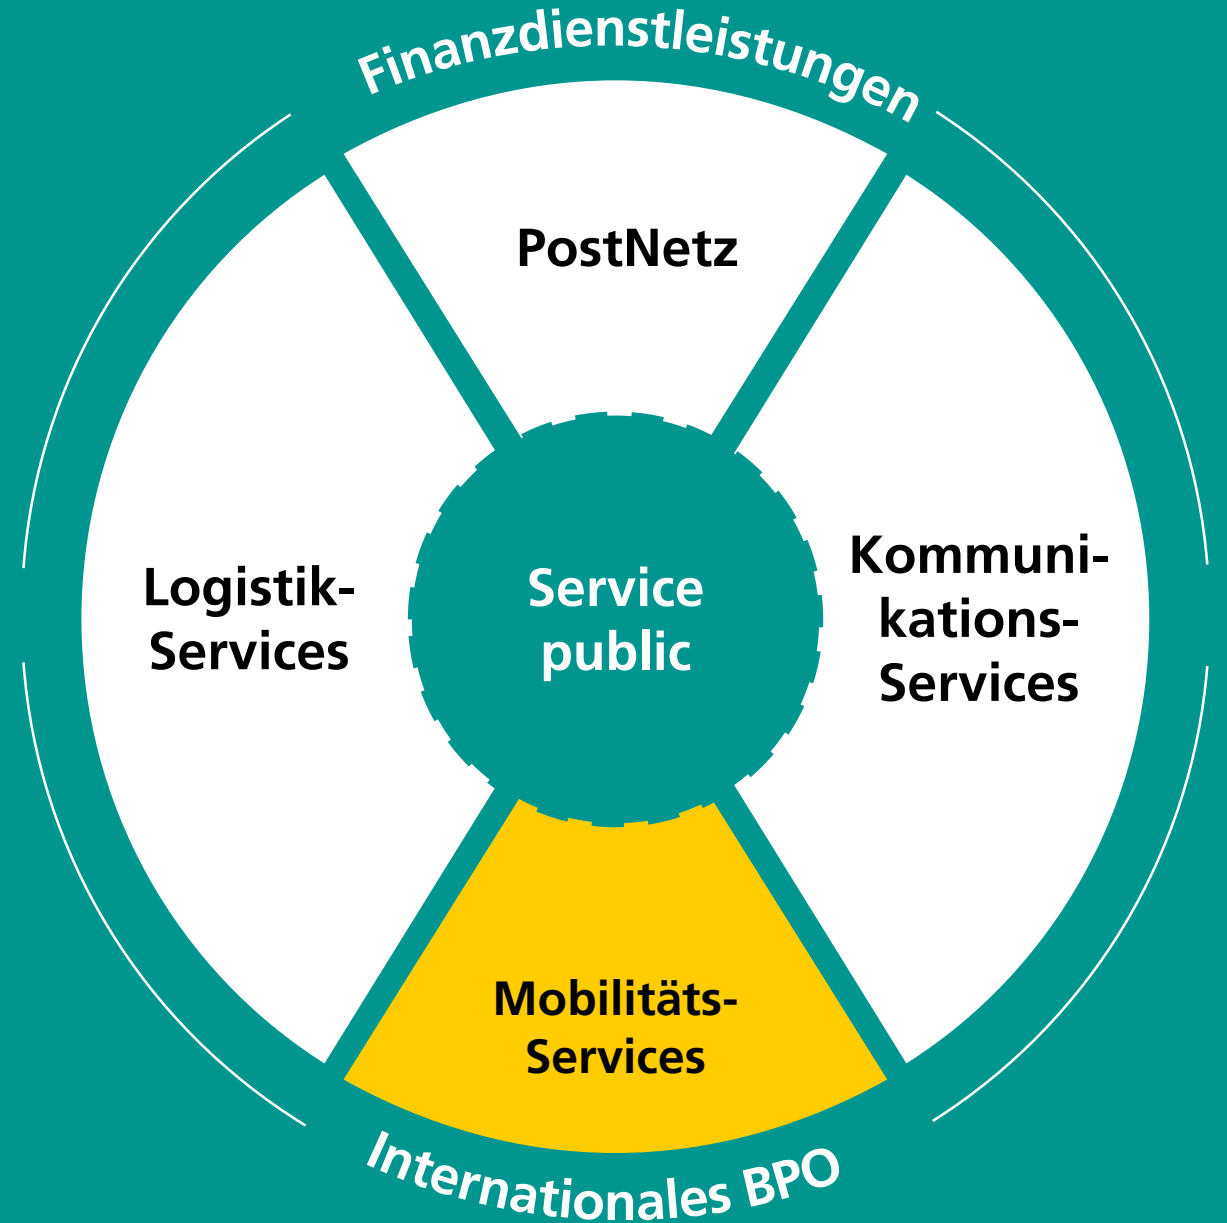 Finanzdienstleistungen
PostNetz
Logistik-
Services
Service
public
Kommuni-
kations-
Services
Mobilitäts-
Services
Internationales BPO